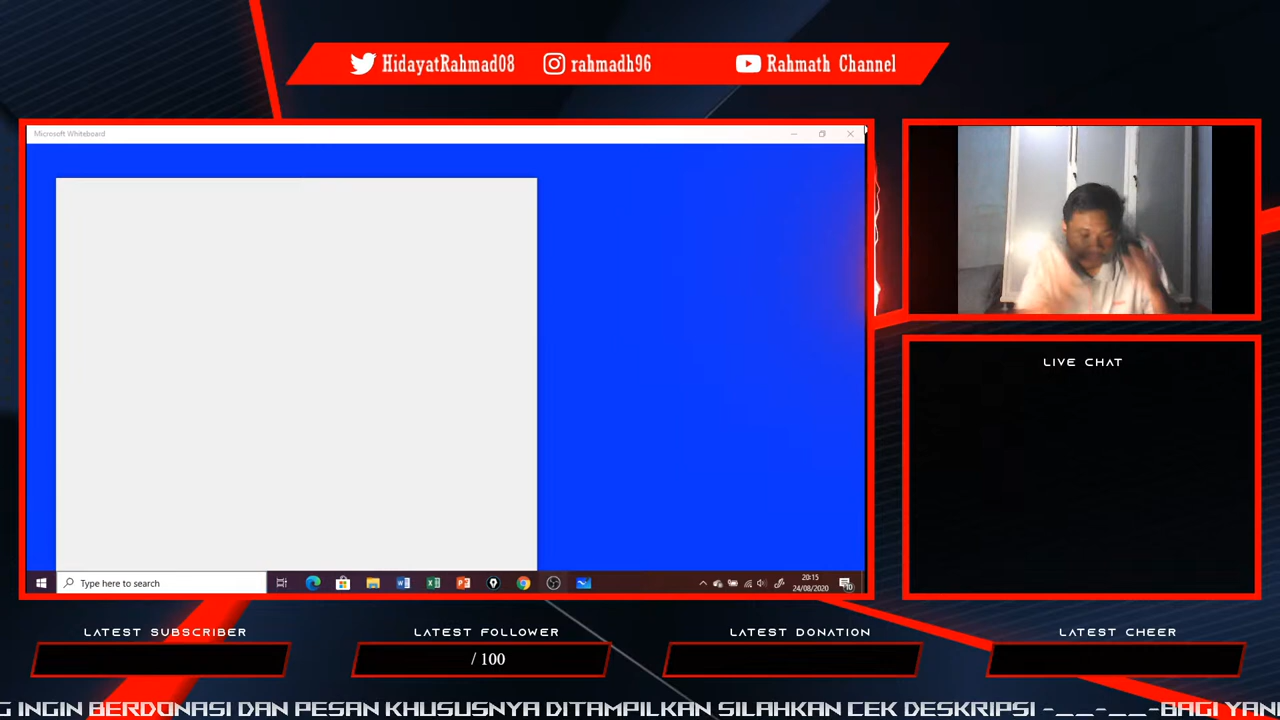 HidayatRahmad08 rahmadh96 Rahmath Channel
Microsoft Whiteboard
LIVE CHAT
Type here to search
20:15
24/08/2020
10
LATEST SUBSCRIBER LATEST FOLLOWER LATEST DONATION LATEST CHEER
/ 100
G INGIN BERDONASI DAN PESAN KHUSUSNYA DITAMPILKAN SILAHKAN CEK DESKRIPSI -__-__-BAGI YAN